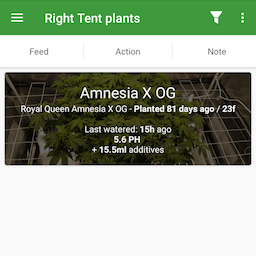 Right Tent plants
Feed Action Note
Amnesia X OG
Royal Queen Amnesia X OG - Planted 81 days ago / 23f
Last watered: 15h ago
5.6 PH
+ 15.5ml additives